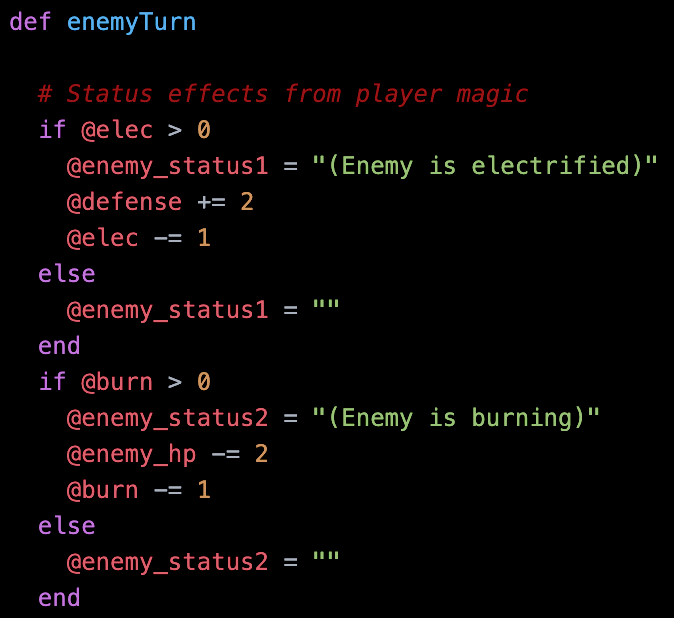 def enemyTurn
# Status effects from player magic
if @elec > 0
@enemy_status1 = "(Enemy is electrified)"
@defense += 2
@elec -= 1
else
@enemy_status1 = ""
end
if @burn > 0
@enemy_status2 = "(Enemy is burning)"
@enemy_hp -= 2
@burn -= 1
else
@enemy_status2 = ""
end